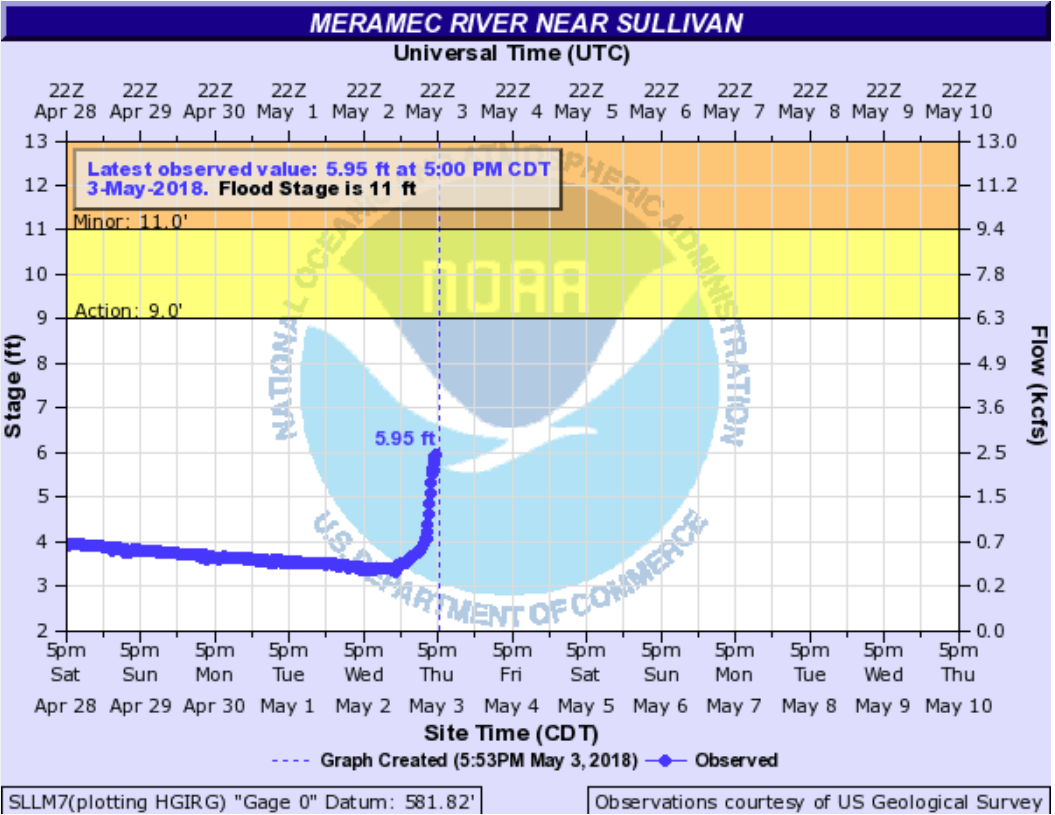 MERAMEC RIVER NEAR SULLIVAN
Universal Time (UTC)
22Z 22Z 22Z 22Z 22Z 22Z 22Z 22Z 22Z 22Z 22Z 22Z 22Z
Apr 28 Apr 29 Apr 30 May 1 May 2 May 3 May 4 May 5 May 6 May 7 May 8 May 9 May 10
Latest observed value: 5.95 ft at 5:00 PM CDT
3-May-2018. Flood Stage is 11 ft
Minor: 11.0'
Action: 9.0'
13 13.0
12 11.2
11 9.4
10 7.8
9 6.3
8 4.9
7 3.6
6 2.5
5 1.5
4 0.7
3 0.2
2 0.0
Stage (ft)
Flow (kcfs)
NATIONAL OCEANIC ATMOSPHERIC ADMINISTRATION
NOAA
U.S. DEPARTMENT OF COMMERCE
5.95 ft
5pm 5pm 5pm 5pm 5pm 5pm 5pm 5pm 5pm 5pm 5pm 5pm 5pm
Sat Sun Mon Tue Wed Thu Fri Sat Sun Mon Tue Wed Thu
Apr 28 Apr 29 Apr 30 May 1 May 2 May 3 May 4 May 5 May 6 May 7 May 8 May 9 May 10
Site Time (CDT)
Graph Created (5:53PM May 3, 2018) Observed
SLLM7(plotting HGIRG) "Gage 0" Datum: 581.82'
Observations courtesy of US Geological Survey